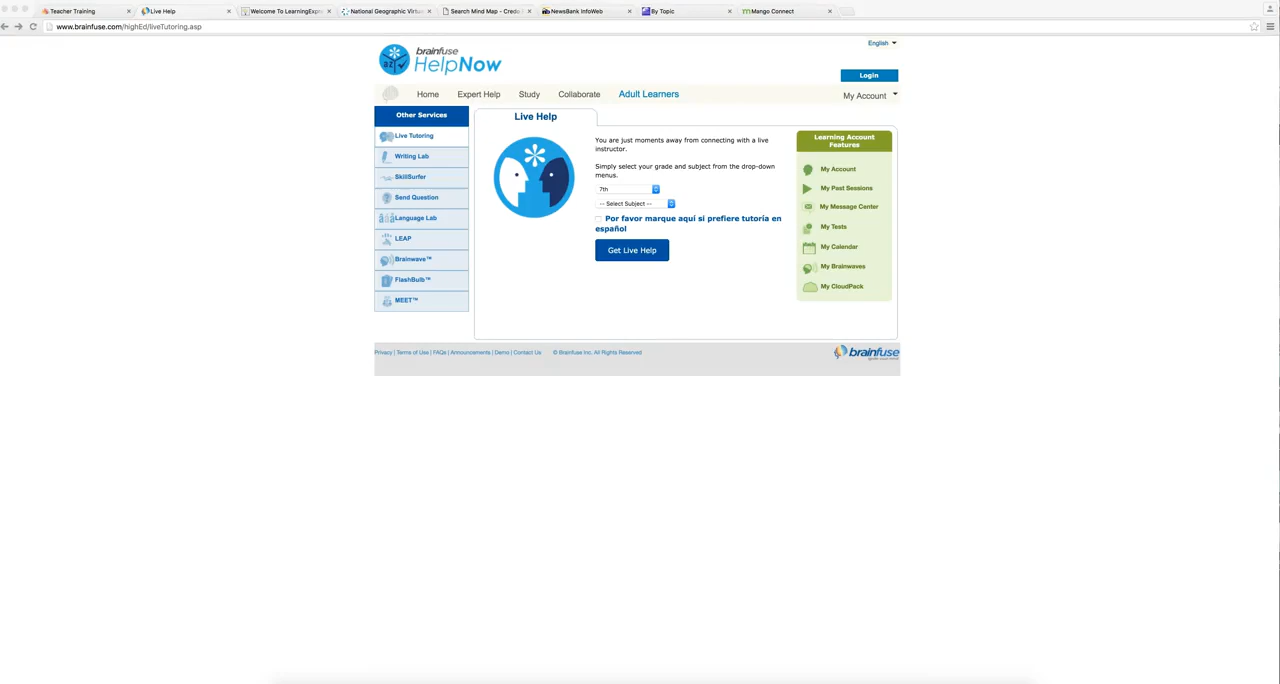 Teacher Training
Live Help
Welcome To LearningExpre
National Geographic Virtu
Search Mind Map - Credo
NewsBank InfoWeb
By Topic
Mango Connect
www.brainfuse.com/highEd/liveTutoring.asp
English
brainfuse
HelpNow
Login
Home
Expert Help
Study
Collaborate
Adult Learners
My Account
Other Services
Live Tutoring
Writing Lab
SkillSurfer
Send Question
Language Lab
LEAP
Brainwave™
FlashBulb™
MEET™
Live Help
You are just moments away from connecting with a live
instructor.
Simply select your grade and subject from the drop-down
menus.
7th
-- Select Subject --
Por favor marque aquí si prefiere tutoría en
español
Get Live Help
Learning Account
Features
My Account
My Past Sessions
My Message Center
My Tests
My Calendar
My Brainwaves
My CloudPack
Privacy | Terms of Use | FAQs | Announcements | Demo | Contact Us © Brainfuse Inc. All Rights Reserved
brainfuse